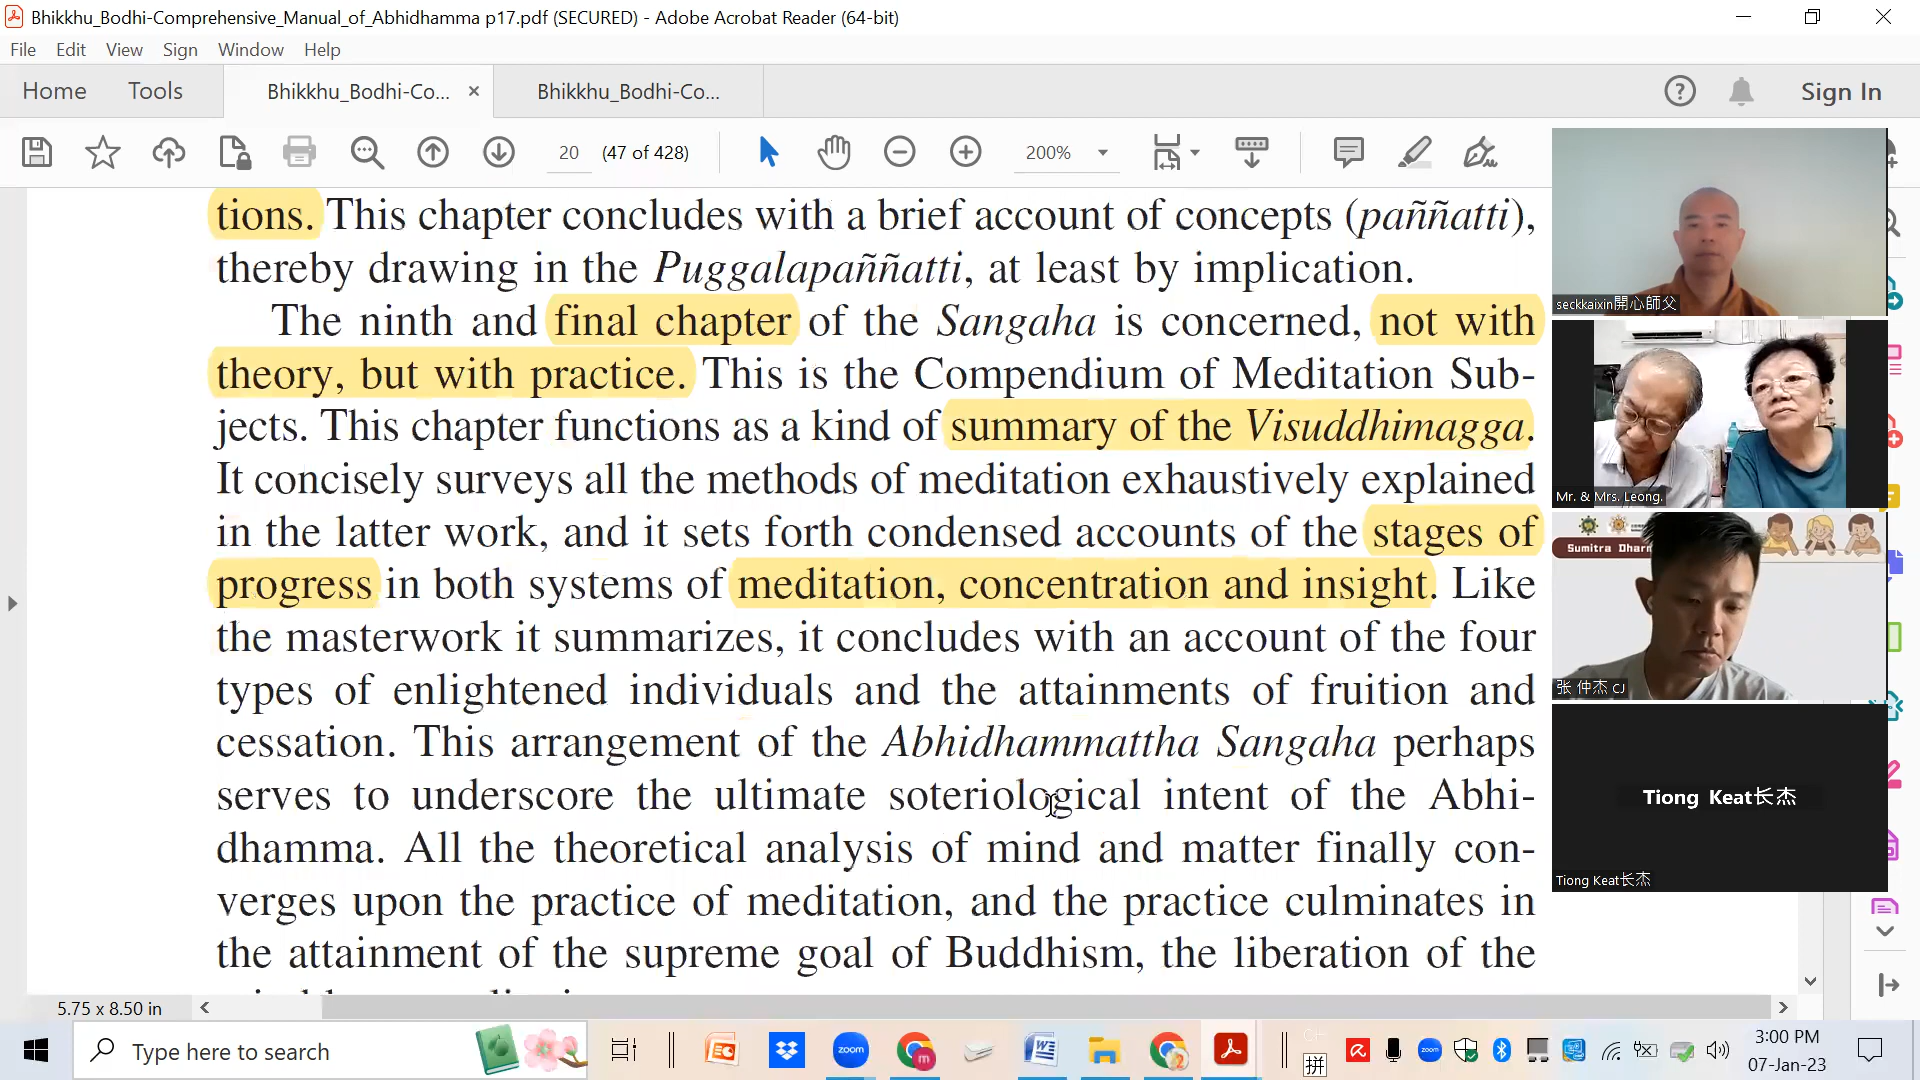 Bhikkhu_Bodhi-Comprehensive_Manual_of_Abhidhamma p17.pdf (SECURED) - Adobe Acrobat Reader (64-bit)
File Edit View Sign Window Help
Home Tools Bhikkhu_Bodhi-Co... × Bhikkhu_Bodhi-Co... Sign In
20 (47 of 428) 200%
tions. This chapter concludes with a brief account of concepts (paññatti),
thereby drawing in the Puggalapaññatti, at least by implication.
The ninth and final chapter of the Sangaha is concerned, not with
theory, but with practice. This is the Compendium of Meditation Sub-
jects. This chapter functions as a kind of summary of the Visuddhimagga.
It concisely surveys all the methods of meditation exhaustively explained
in the latter work, and it sets forth condensed accounts of the stages of
progress in both systems of meditation, concentration and insight. Like
the masterwork it summarizes, it concludes with an account of the four
types of enlightened individuals and the attainments of fruition and
cessation. This arrangement of the Abhidhammattha Sangaha perhaps
serves to underscore the ultimate soteriological intent of the Abhi-
dhamma. All the theoretical analysis of mind and matter finally con-
verges upon the practice of meditation, and the practice culminates in
the attainment of the supreme goal of Buddhism, the liberation of the
seckkaixin開心師父
Mr. & Mrs. Leong.
Sumitra Dharm
张 仲杰 CJ
Tiong Keat长杰
Tiong Keat长杰
5.75 x 8.50 in
Type here to search
zoom
zoom
拼
3:00 PM
07-Jan-23